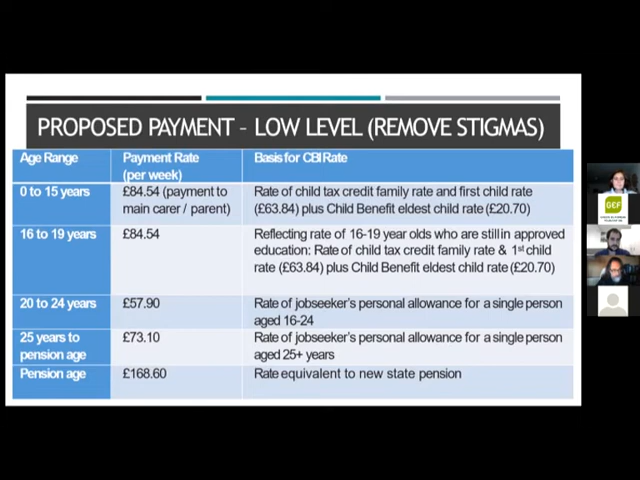 PROPOSED PAYMENT – LOW LEVEL (REMOVE STIGMAS)
Age Range
Payment Rate
(per week)
Basis for CBI Rate
0 to 15 years
£84.54 (payment to
main carer / parent)
Rate of child tax credit family rate and first child rate
(£63.84) plus Child Benefit eldest child rate (£20.70)
16 to 19 years
£84.54
Reflecting rate of 16-19 year olds who are still in approved
education: Rate of child tax credit family rate & 1st child
rate (£63.84) plus Child Benefit eldest child rate (£20.70)
20 to 24 years
£57.90
Rate of jobseeker's personal allowance for a single person
aged 16-24
25 years to
pension age
£73.10
Rate of jobseeker's personal allowance for a single person
aged 25+ years
Pension age
£168.60
Rate equivalent to new state pension
GEF